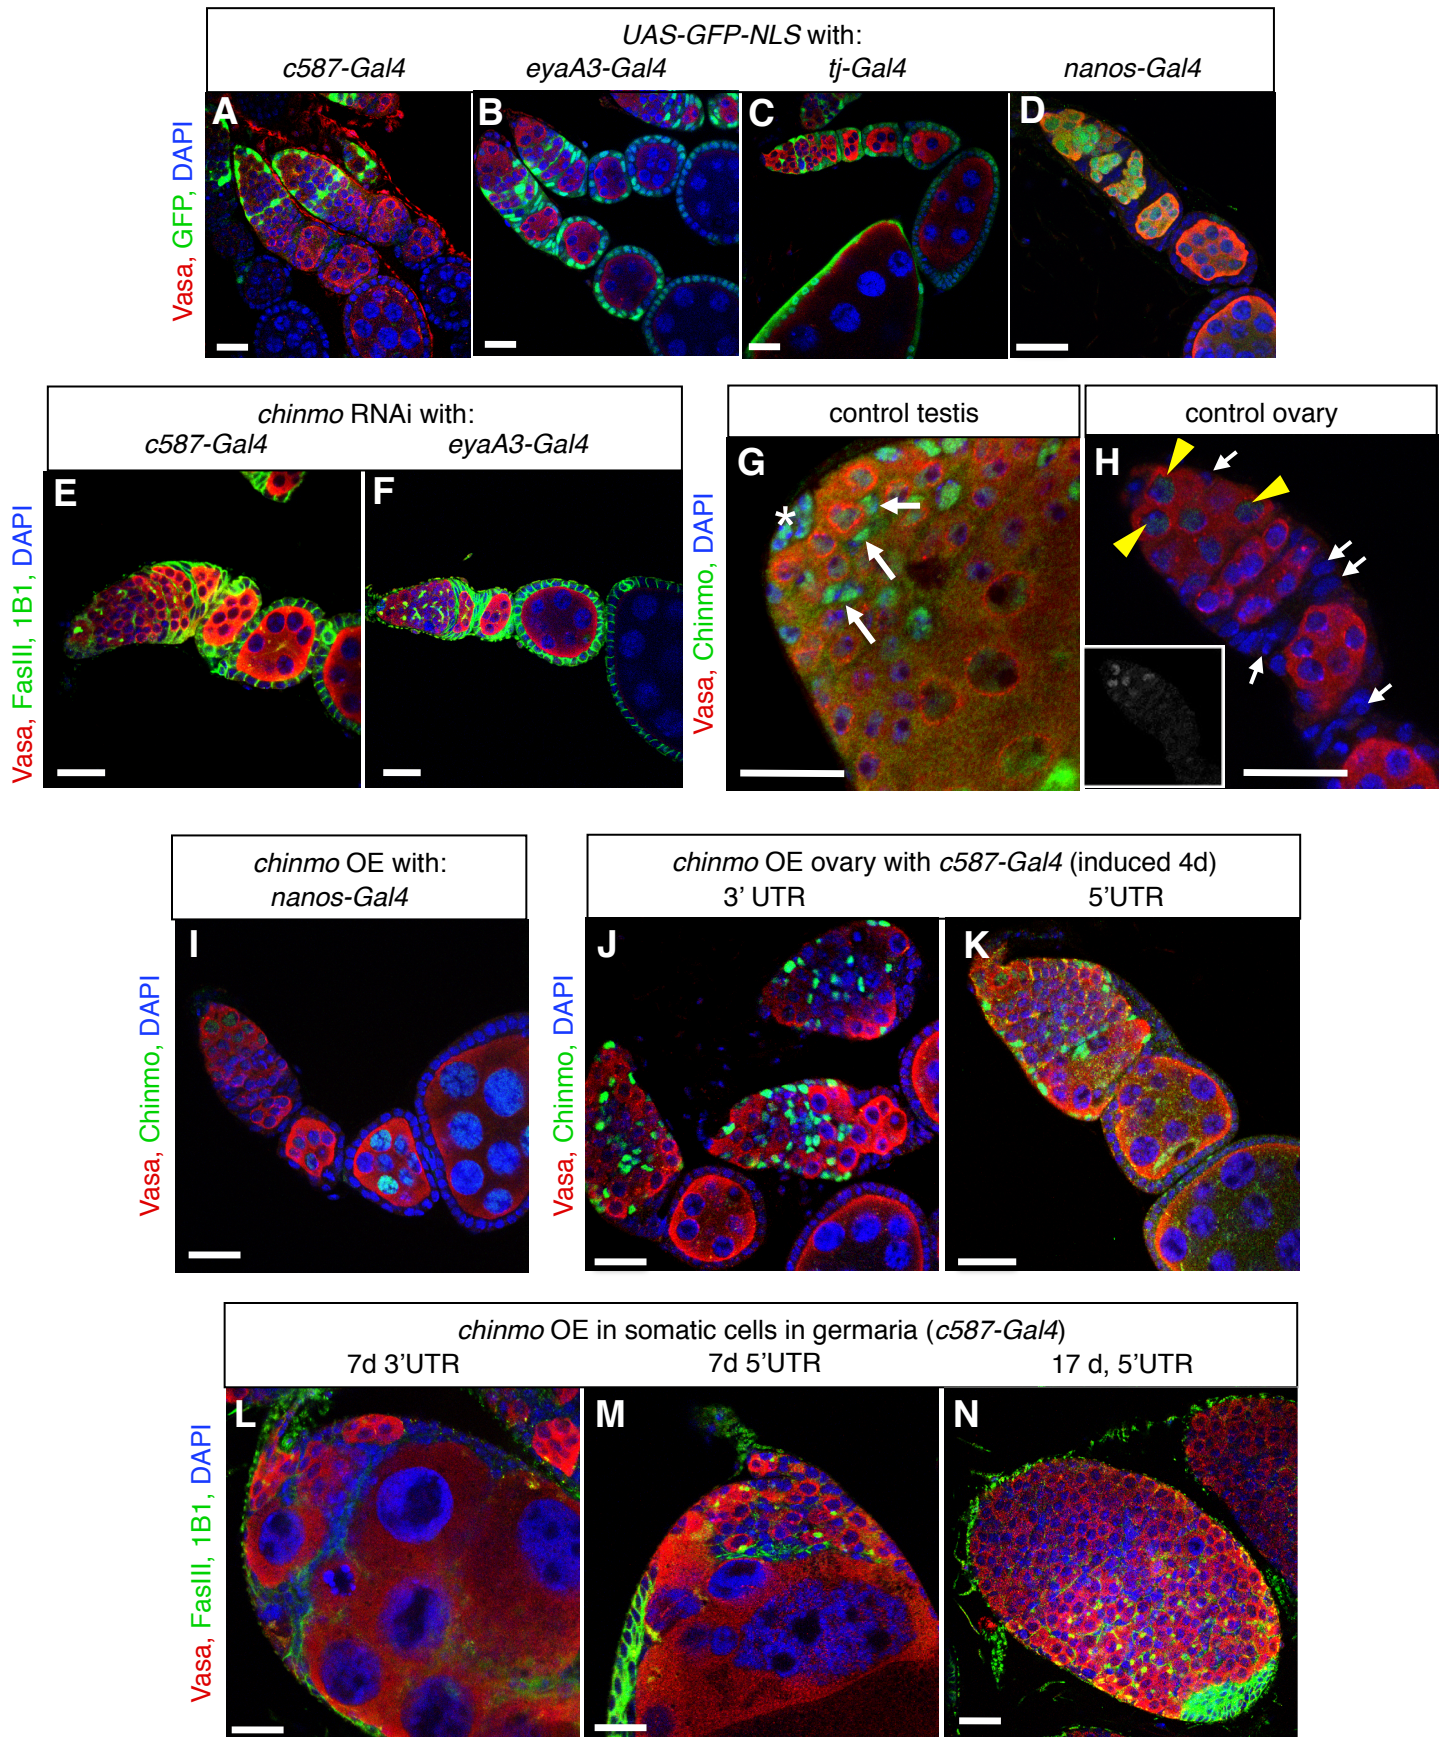 UAS-GFP-NLS with:
c587-Gal4 eyaA3-Gal4 tj-Gal4 nanos-Gal4
Vasa, GFP, DAPI
A B C D
chinmo RNAi with:
c587-Gal4 eyaA3-Gal4
control testis
control ovary
Vasa, FasIII, 1B1, DAPI
E F
Vasa, Chinmo, DAPI
G H
*
chinmo OE with:
nanos-Gal4
chinmo OE ovary with c587-Gal4 (induced 4d)
3' UTR 5'UTR
Vasa, Chinmo, DAPI
I
Vasa, Chinmo, DAPI
J K
chinmo OE in somatic cells in germaria (c587-Gal4)
7d 3'UTR 7d 5'UTR 17 d, 5'UTR
Vasa, FasIII, 1B1, DAPI
L M N